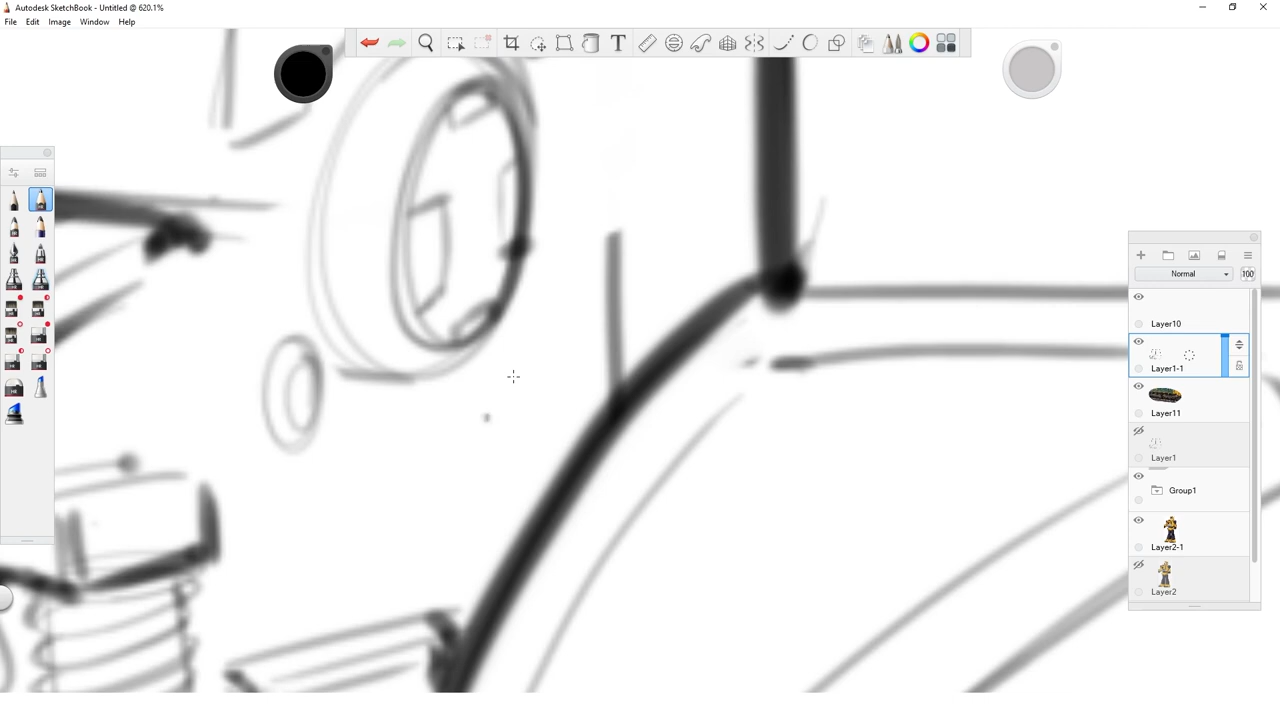 Autodesk SketchBook - Untitled @ 620.1%
File Edit Image Window Help
T
Normal 100
Layer10
Layer1-1
Layer11
Layer1
Group1
Layer2-1
Layer2